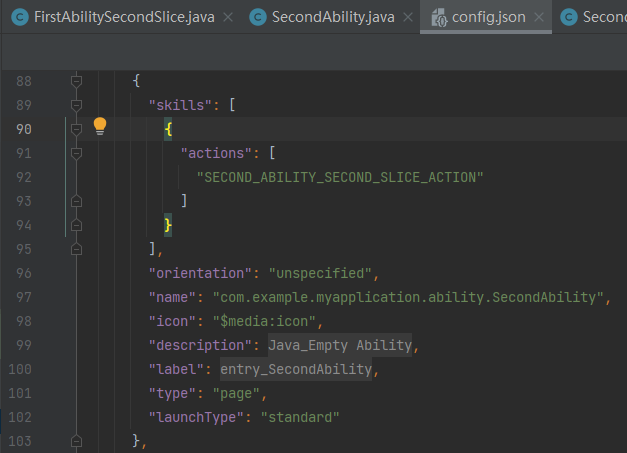 FirstAbilitySecondSlice.java SecondAbility.java config.json Second
88 {
89 "skills": [
90 {
91 "actions": [
92 "SECOND_ABILITY_SECOND_SLICE_ACTION"
93 ]
94 }
95 ],
96 "orientation": "unspecified",
97 "name": "com.example.myapplication.ability.SecondAbility",
98 "icon": "$media:icon",
99 "description": Java_Empty Ability,
100 "label": entry_SecondAbility,
101 "type": "page",
102 "launchType": "standard"
103 },